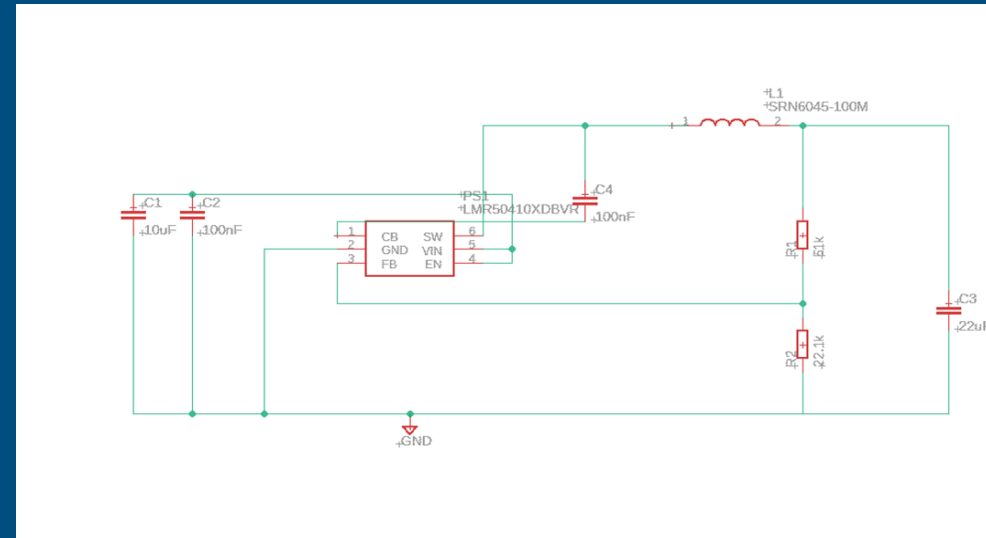 L1
SRN6045-100M
1
2
C1
10uF
C2
100nF
PS1
LMR50410XDBVR
C4
100nF
1
2
3
CB
GND
FB
SW
VIN
EN
6
5
4
R1
51k
C3
22uF
R2
22.1k
GND